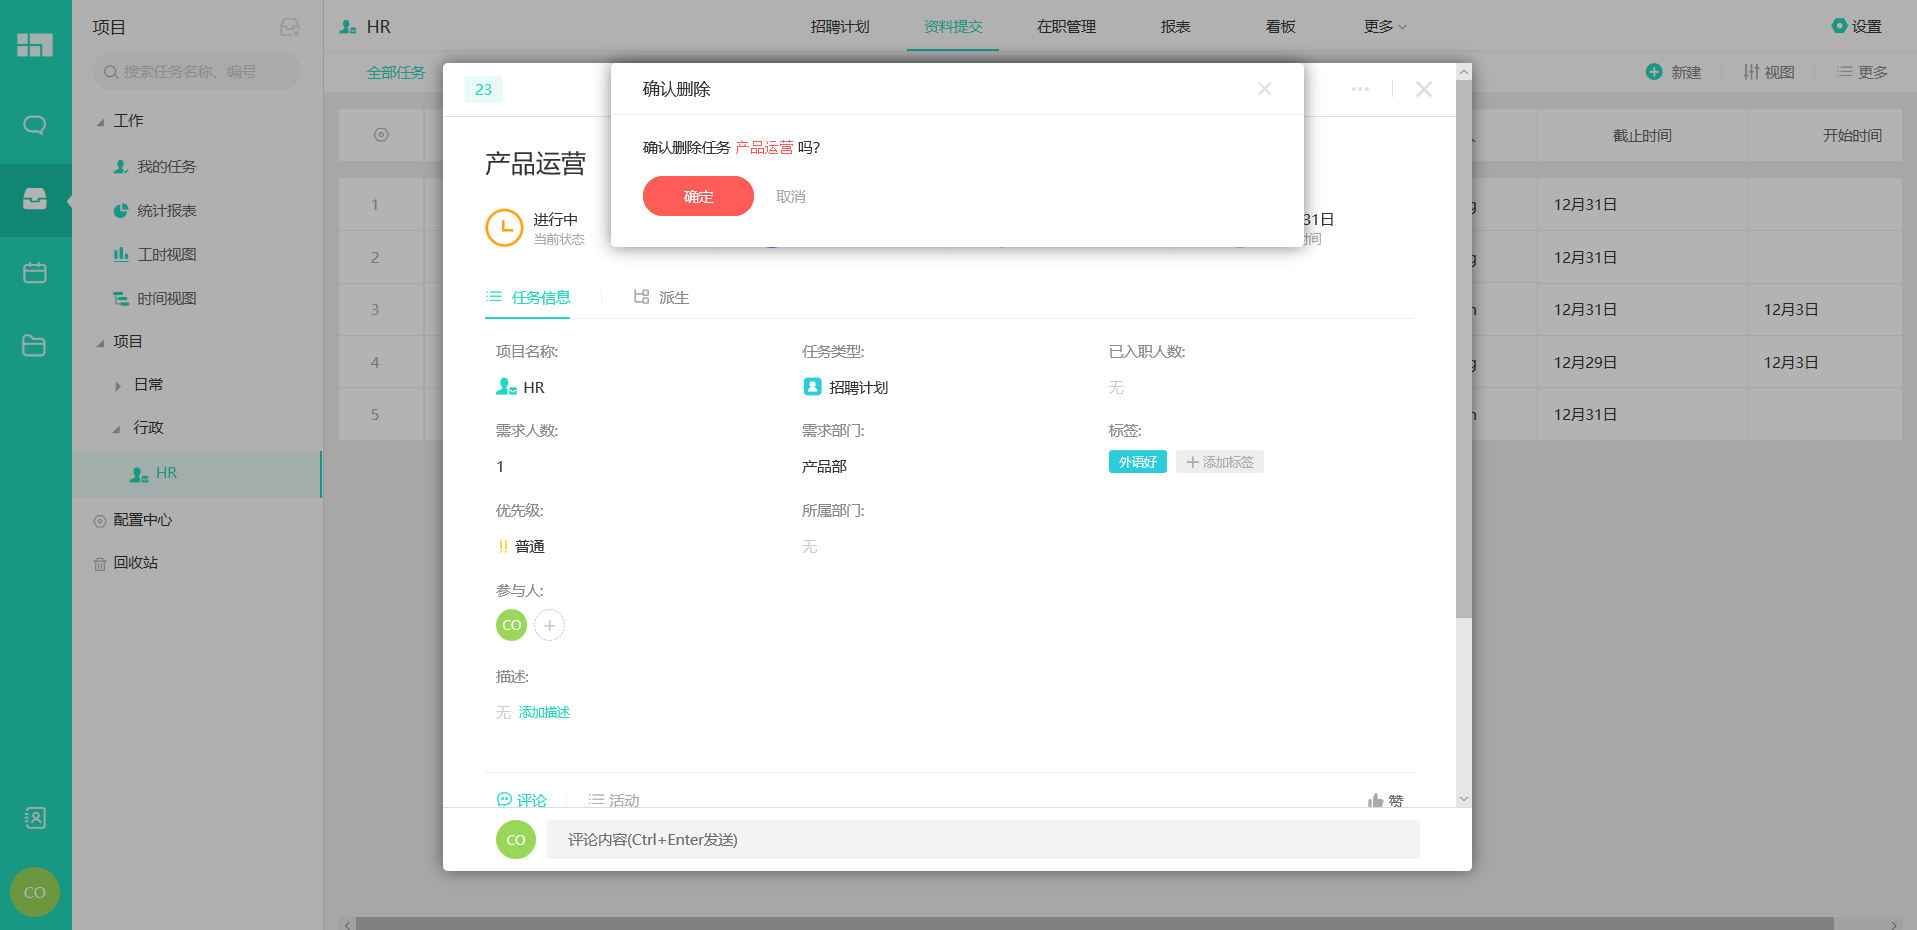 项目
搜索任务名称、编号
工作
我的任务
统计报表
工时视图
时间视图
项目
日常
行政
HR
配置中心
回收站
CO
HR
招聘计划
资料提交
在职管理
报表
看板
更多
设置
全部任务
新建
视图
更多
截止时间
开始时间
1
12月31日
2
12月31日
3
12月31日
12月3日
4
12月29日
12月3日
5
12月31日
23
确认删除
确认删除任务 产品运营 吗?
确定
取消
产品运营
进行中
当前状态
31日
时间
任务信息
派生
项目名称:
任务类型:
已入职人数:
HR
招聘计划
无
需求人数:
需求部门:
标签:
1
产品部
外语好
添加标签
优先级:
所属部门:
!! 普通
无
参与人:
CO
描述:
无 添加描述
评论
活动
赞
CO
评论内容(Ctrl+Enter发送)